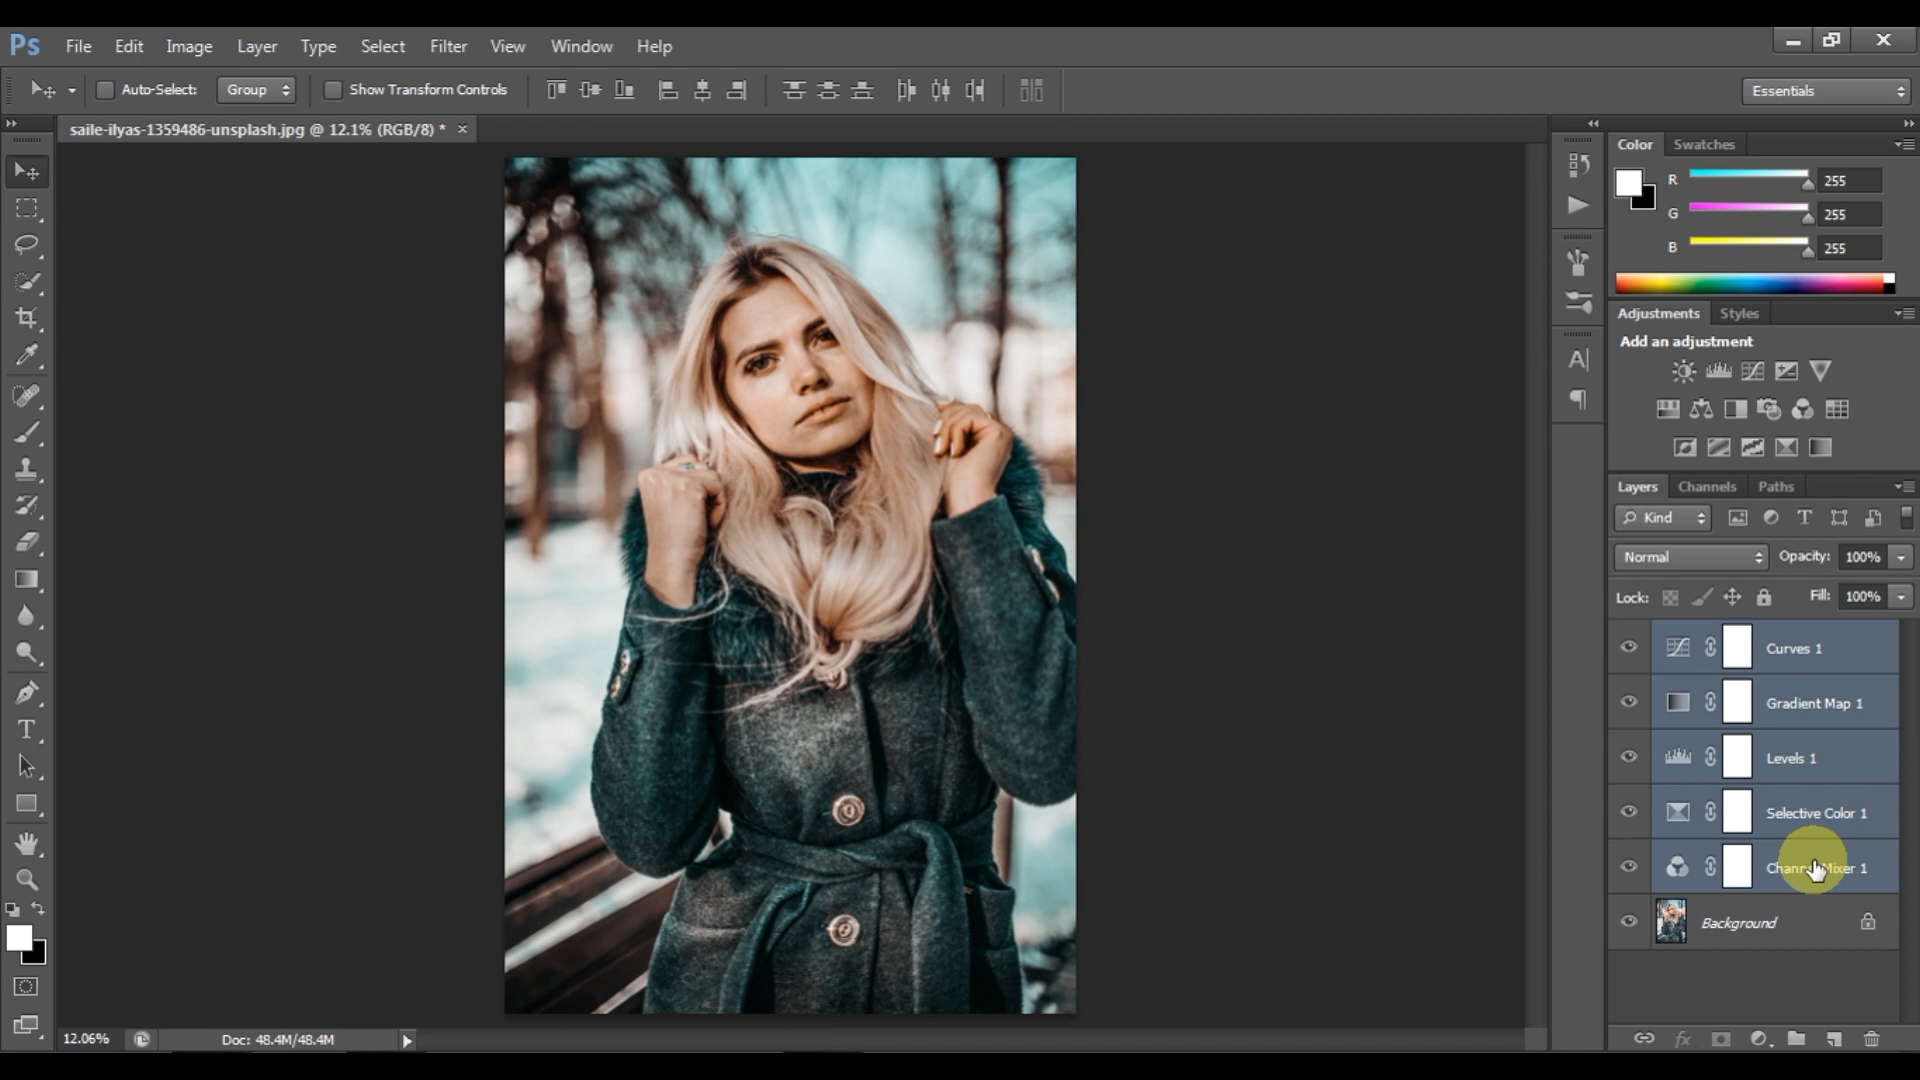 Ps File Edit Image Layer Type Select Filter View Window Help
Auto-Select: Group Show Transform Controls Essentials
saile-ilyas-1359486-unsplash.jpg @ 12.1% (RGB/8) * ×
Color Swatches
R 255
G 255
B 255
Adjustments Styles
Add an adjustment
Layers Channels Paths
Kind
Normal Opacity: 100%
Lock: Fill: 100%
Curves 1
Gradient Map 1
Levels 1
Selective Color 1
Channel Mixer 1
Background
12.06% Doc: 48.4M/48.4M